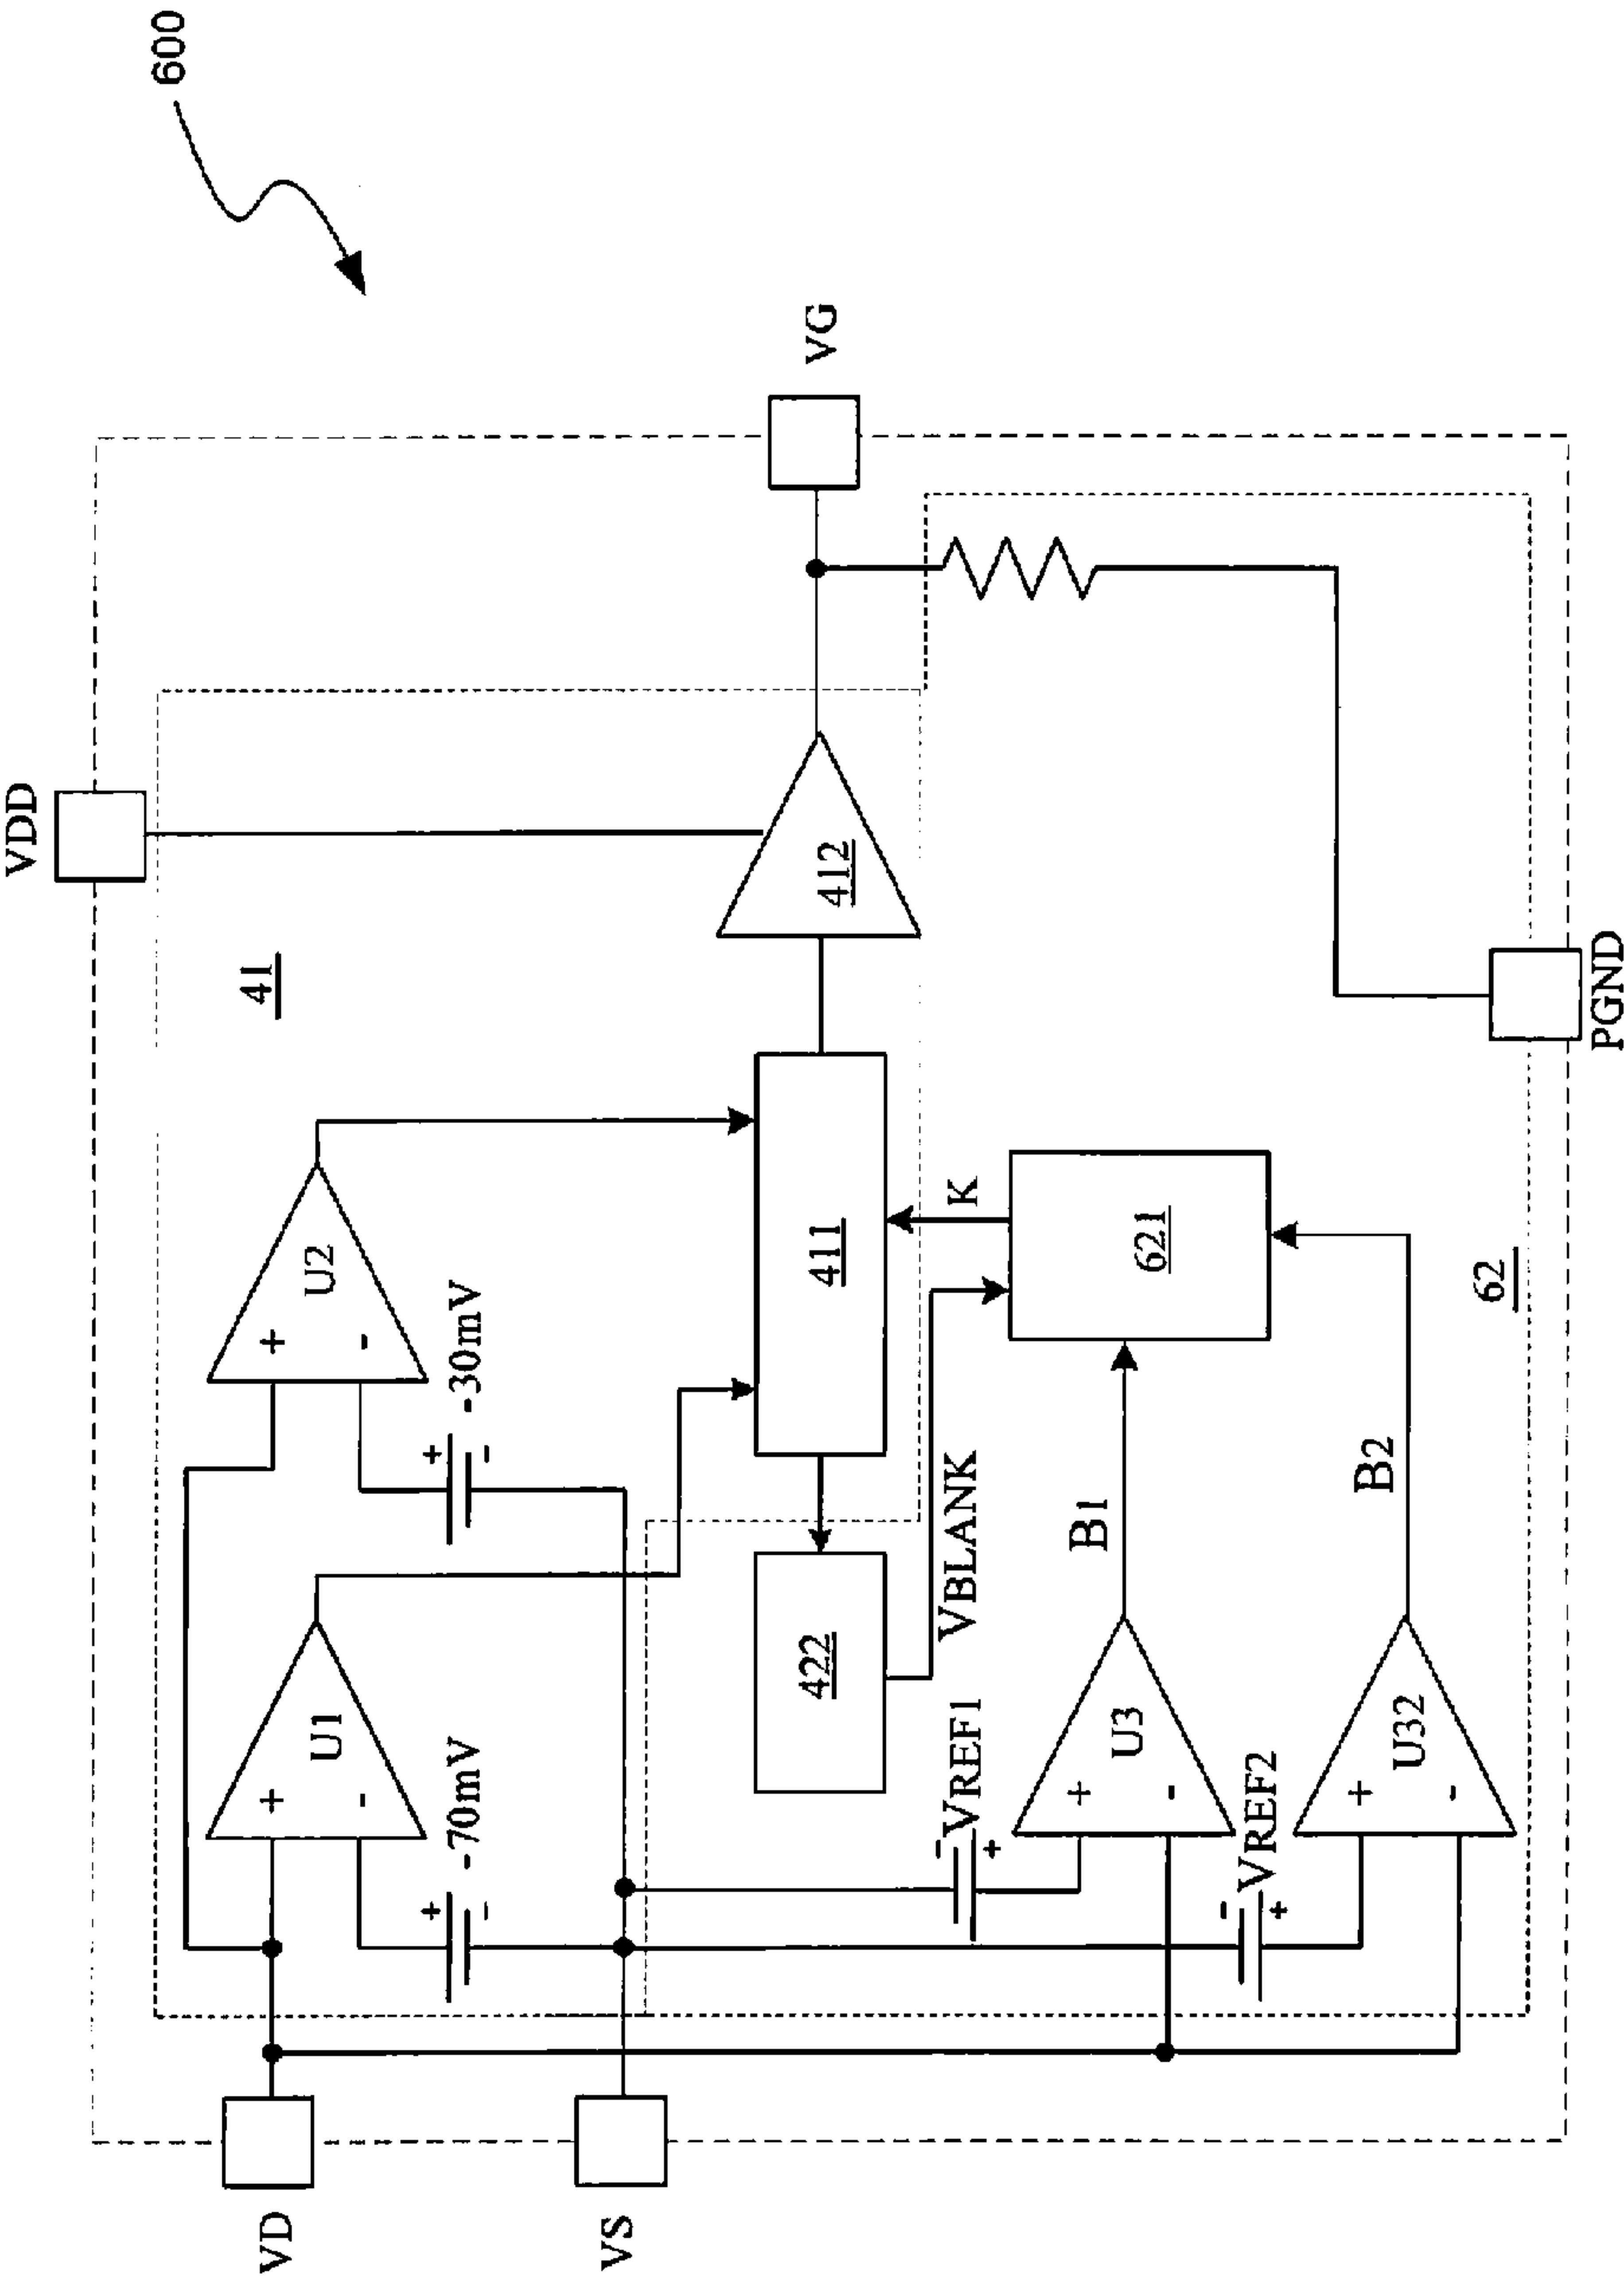 600
VDD
VG
41
U1
+
-
-70mV
+
-
U2
+
-
-30mV
+
-
411
412
422
VBLANK
K
621
VREF1
-
+
U3
+
-
B1
VREF2
-
+
U32
+
-
B2
62
VD
VS
PGND